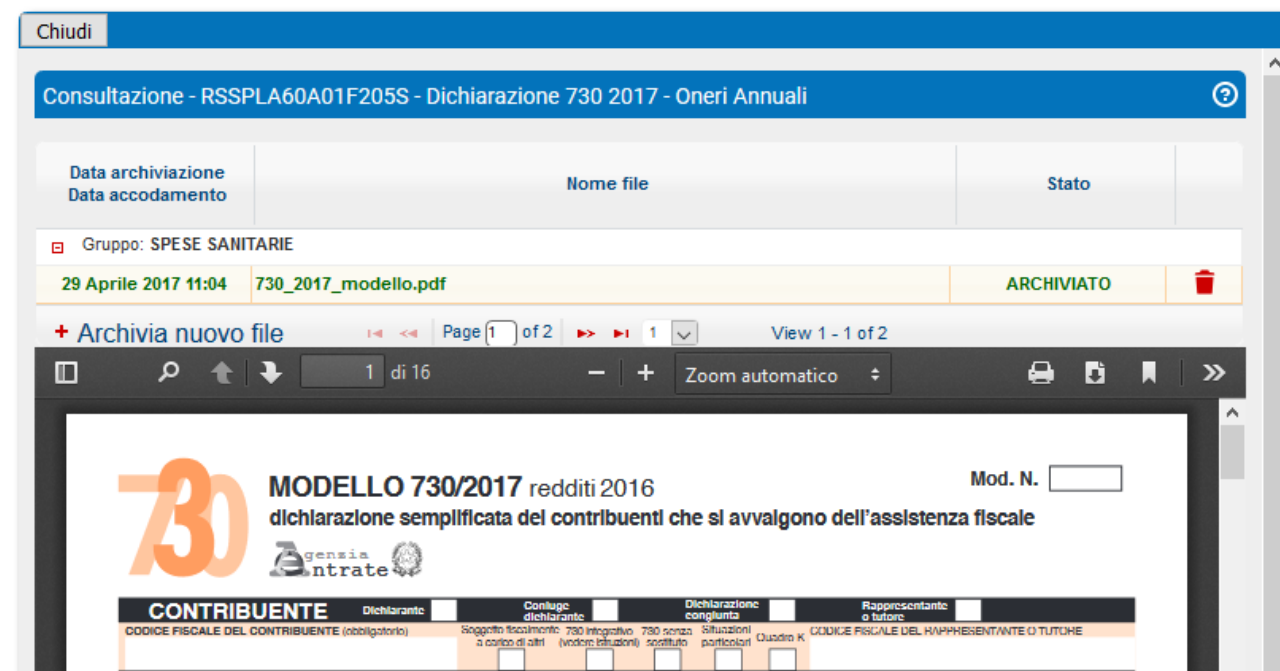 Chiudi
Consultazione - RSSPLA60A01F205S - Dichiarazione 730 2017 - Oneri Annuali
Data archiviazione
Data accodamento
Nome file
Stato
Gruppo: SPESE SANITARIE
29 Aprile 2017 11:04 730_2017_modello.pdf ARCHIVIATO
+ Archivia nuovo file Page 1 of 2 1 View 1 - 1 of 2
1 di 16 Zoom automatico
730
MODELLO 730/2017 redditi 2016
Mod. N.
dichiarazione semplificata dei contribuenti che si avvalgono dell'assistenza fiscale
Agenzia
Entrate
CONTRIBUENTE Dichiarante Coniuge dichiarante Dichiarazione congiunta Rappresentante o tutore
CODICE FISCALE DEL CONTRIBUENTE (obbligatorio) Soggetto fiscalmente a carico di altri 730 integrativo (vedere istruzioni) 730 senza sostituto Situazioni particolari Quadro K CODICE FISCALE DEL RAPPRESENTANTE O TUTORE